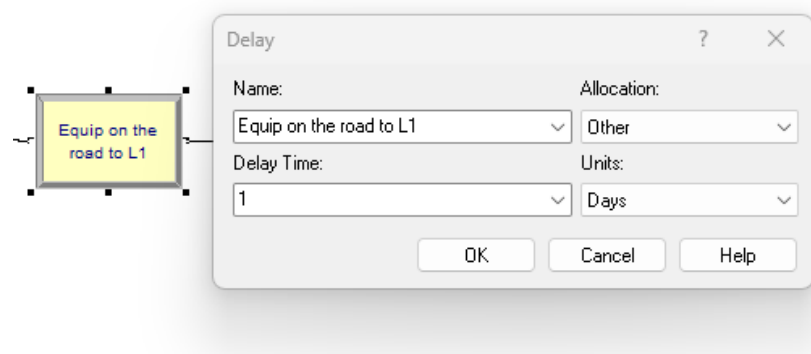 Delay
?
Name:
Allocation:
Equip on the road to L1
Other
Delay Time:
Units:
1
Days
OK
Cancel
Help
Equip on the
road to L1